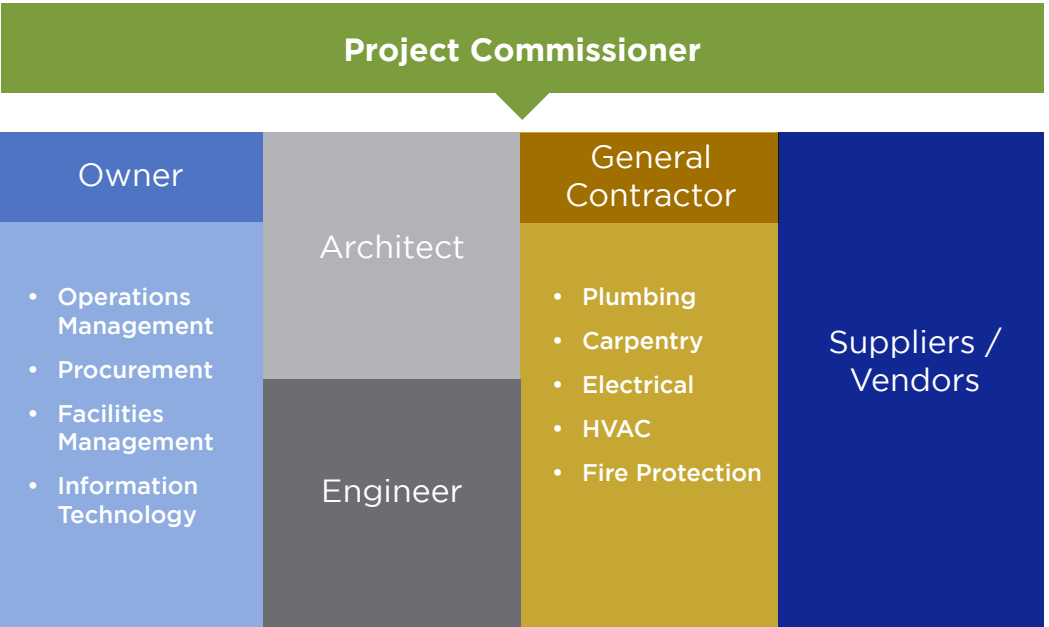 Project Commissioner
Owner
• Operations
Management
• Procurement
• Facilities
Management
• Information
Technology
Architect
Engineer
General
Contractor
• Plumbing
• Carpentry
• Electrical
• HVAC
• Fire Protection
Suppliers /
Vendors